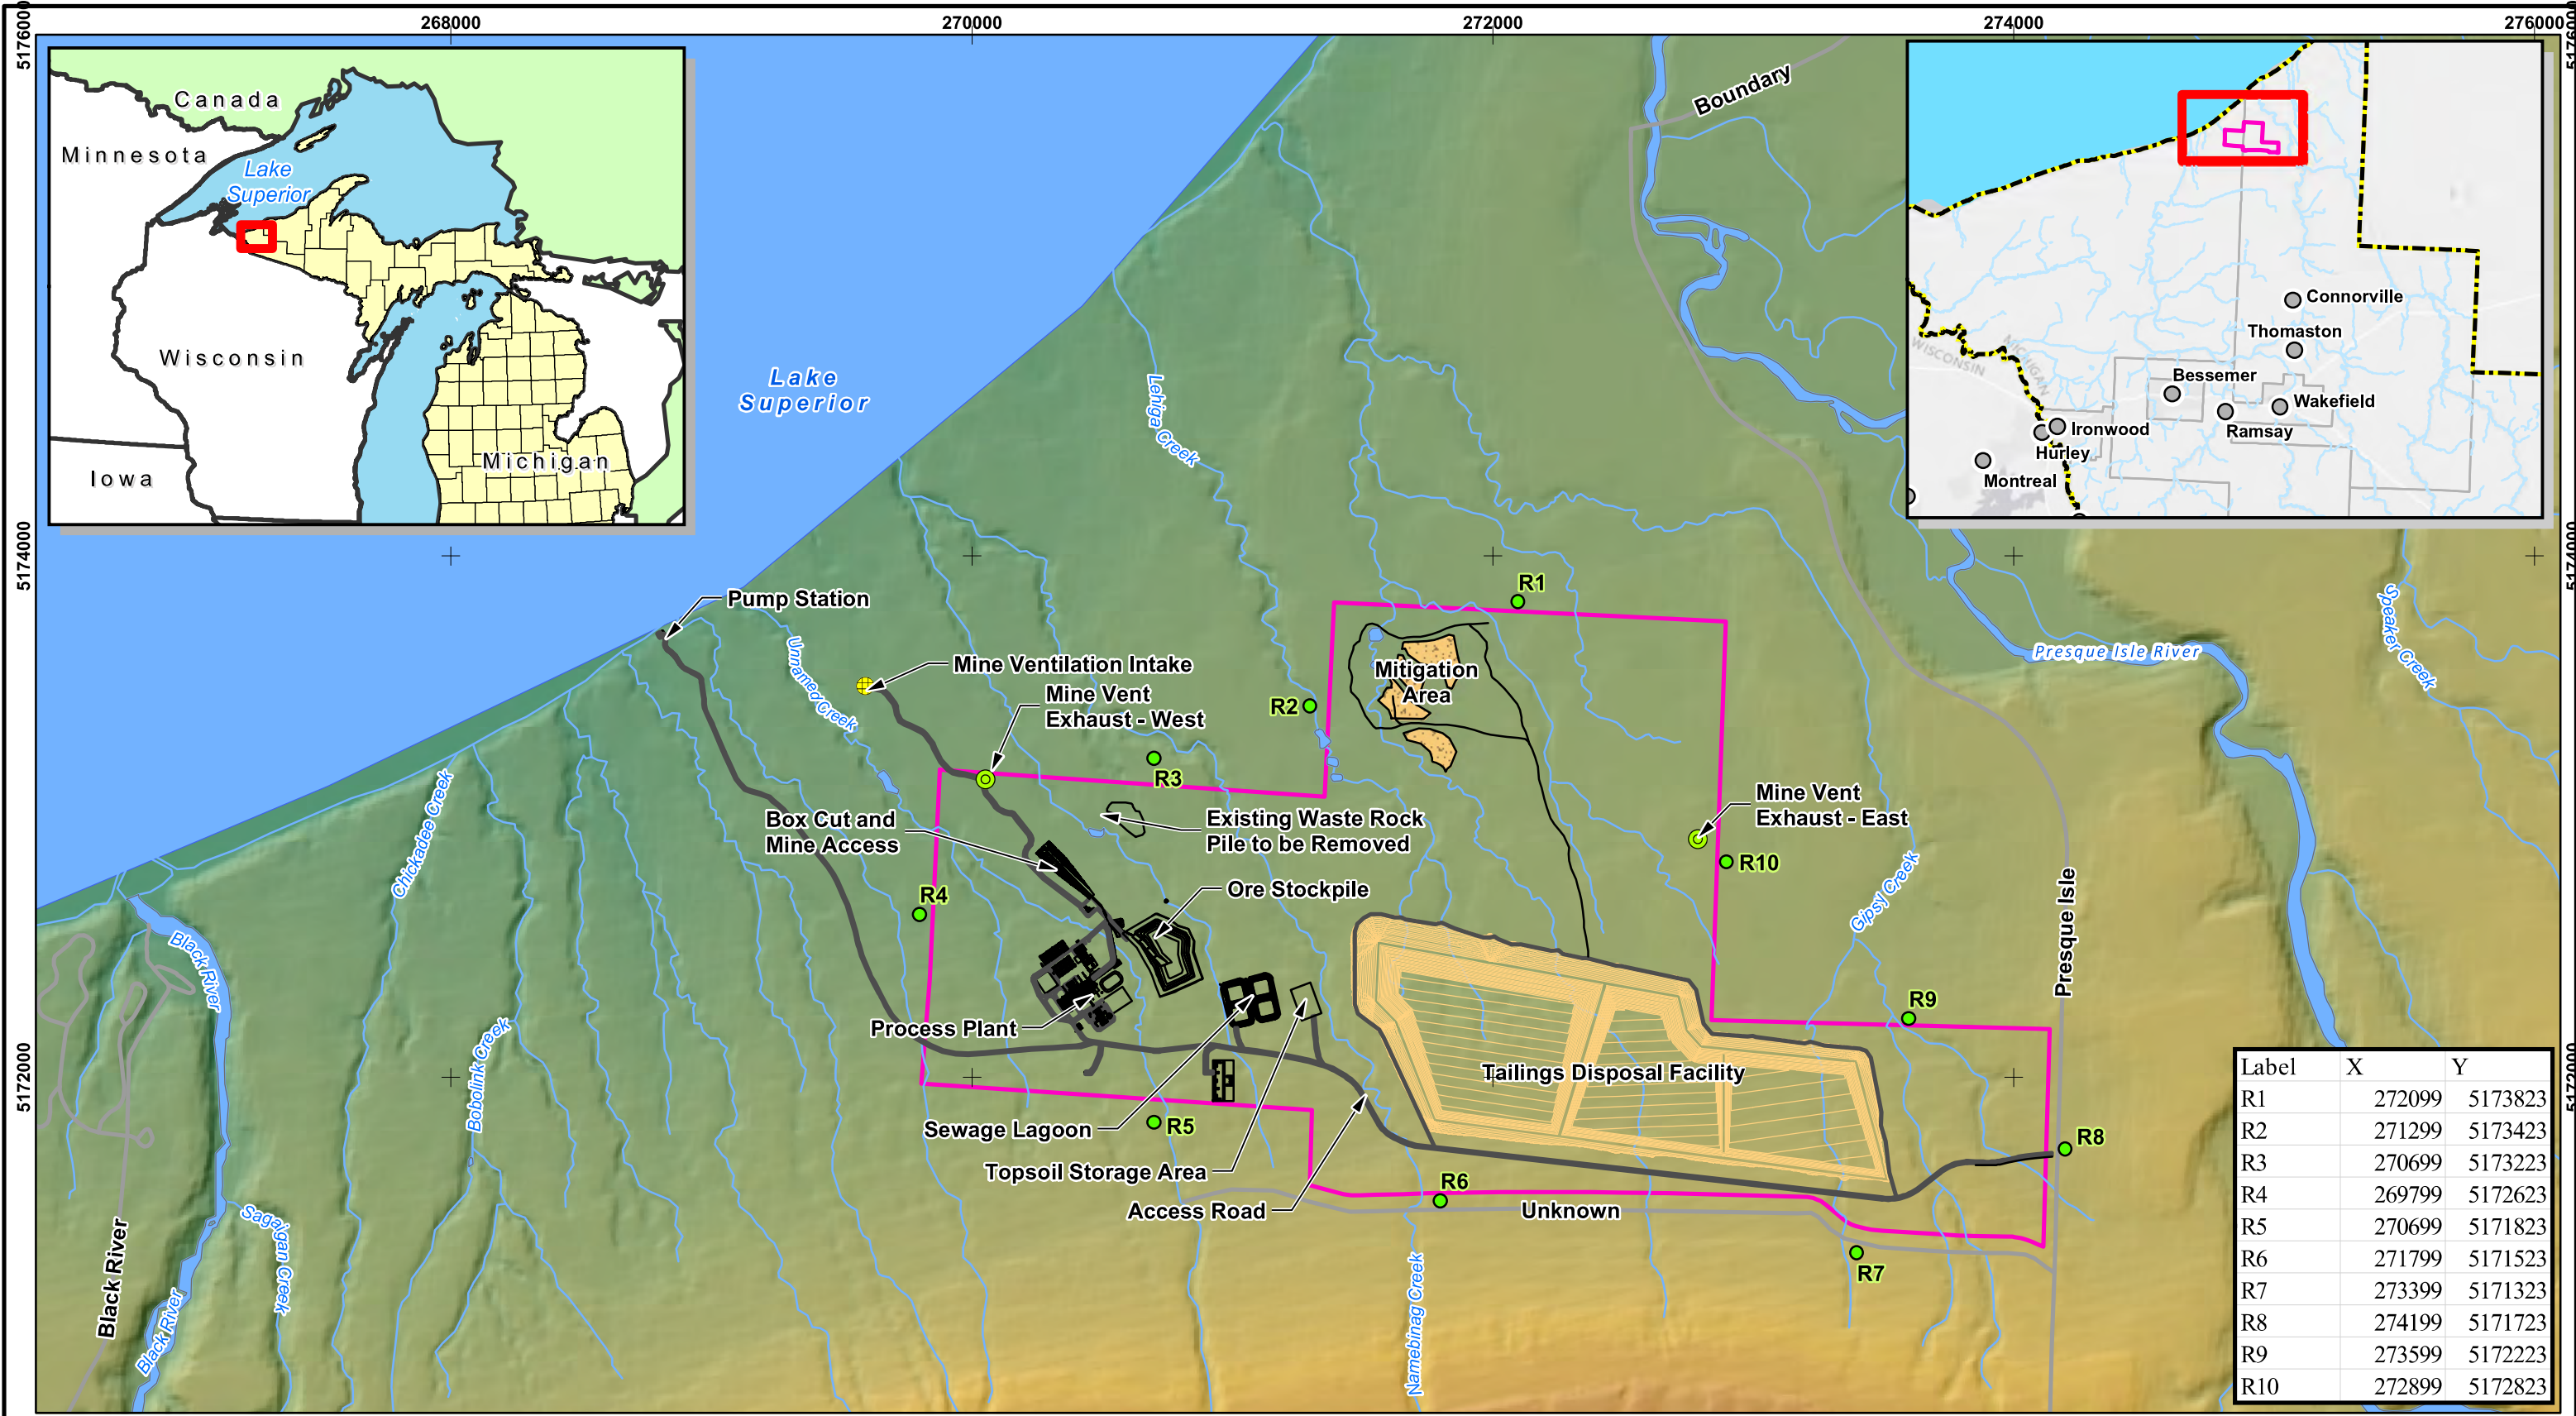 268000
270000
272000
274000
276000
5176000
5176000
Canada
Minnesota
Lake
Superior
Wisconsin
Iowa
Michigan
Boundary
Connorville
Thomaston
Bessemer
Wakefield
Ramsay
Ironwood
Hurley
Montreal
WISCONSIN
MICHIGAN
Lake
Superior
Lehiga Creek
5174000
5174000
Pump Station
R1
Mine Ventilation Intake
Mitigation
Area
Mine Vent
Exhaust - West
R2
R3
Unnamed Creek
Presque Isle River
Speaker Creek
Mine Vent
Exhaust - East
R10
Box Cut and
Mine Access
Existing Waste Rock
Pile to be Removed
Chickadee Creek
R4
Ore Stockpile
Gipsy Creek
Presque Isle
Black River
R9
Process Plant
Bobolink Creek
5172000
5172000
Tailings Disposal Facility
Sewage Lagoon
R5
R8
Topsoil Storage Area
R6
Access Road
Unknown
R7
Sagajgan Creek
Black River
Black River
Namebinag Creek
Label X Y
R1 272099 5173823
R2 271299 5173423
R3 270699 5173223
R4 269799 5172623
R5 270699 5171823
R6 271799 5171523
R7 273399 5171323
R8 274199 5171723
R9 273599 5172223
R10 272899 5172823